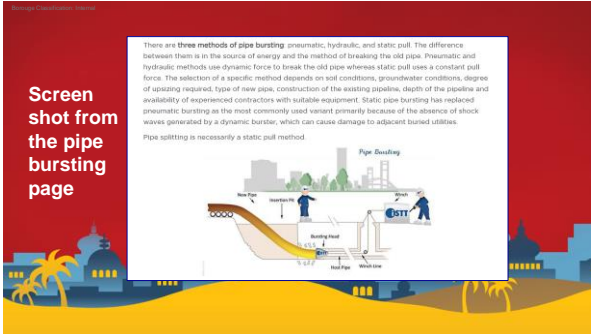 Borouge Classification: Internal
Screen
shot from
the pipe
bursting
page
There are three methods of pipe bursting: pneumatic, hydraulic, and static pull. The difference
between them is in the source of energy and the method of breaking the old pipe. Pneumatic and
hydraulic methods use dynamic force to break the old pipe whereas static pull uses a constant pull
force. The selection of a specific method depends on soil conditions, groundwater conditions, degree
of upsizing required, type of new pipe, construction of the existing pipeline, depth of the pipeline and
availability of experienced contractors with suitable equipment. Static pipe bursting has replaced
pneumatic bursting as the most commonly used variant primarily because of the absence of shock
waves generated by a dynamic burster, which can cause damage to adjacent buried utilities.
Pipe splitting is necessarily a static pull method.
Pipe Bursting
New Pipe
Insertion Pit
Winch
ISTT
Bursting Head
Host Pipe
Winch Line